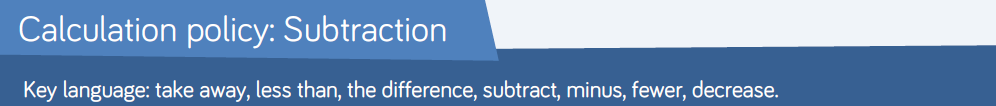 Calculation policy: Subtraction
Key language: take away, less than, the difference, subtract, minus, fewer, decrease.